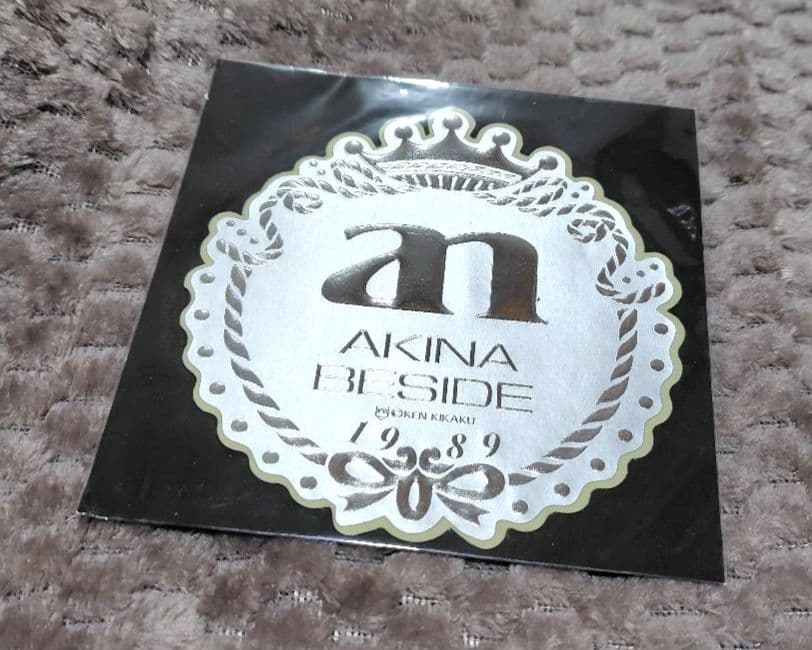 an
AKINA
BESIDE
KEN KIKAKU
1989